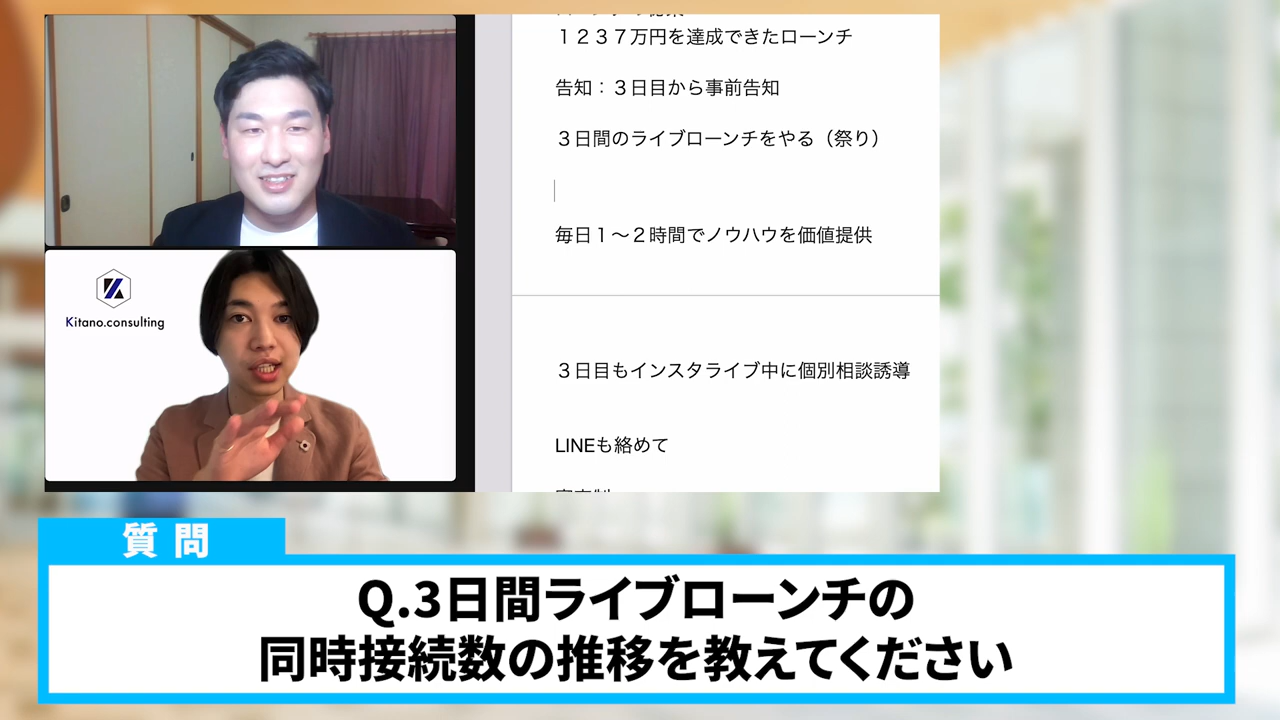 １２３７万円を達成できたローンチ
告知：３日目から事前告知
３日間のライブローンチをやる（祭り）
毎日１〜２時間でノウハウを価値提供
３日目もインスタライブ中に個別相談誘導
LINEも絡めて
Kitano.consulting
質問
Q.3日間ライブローンチの
同時接続数の推移を教えてください